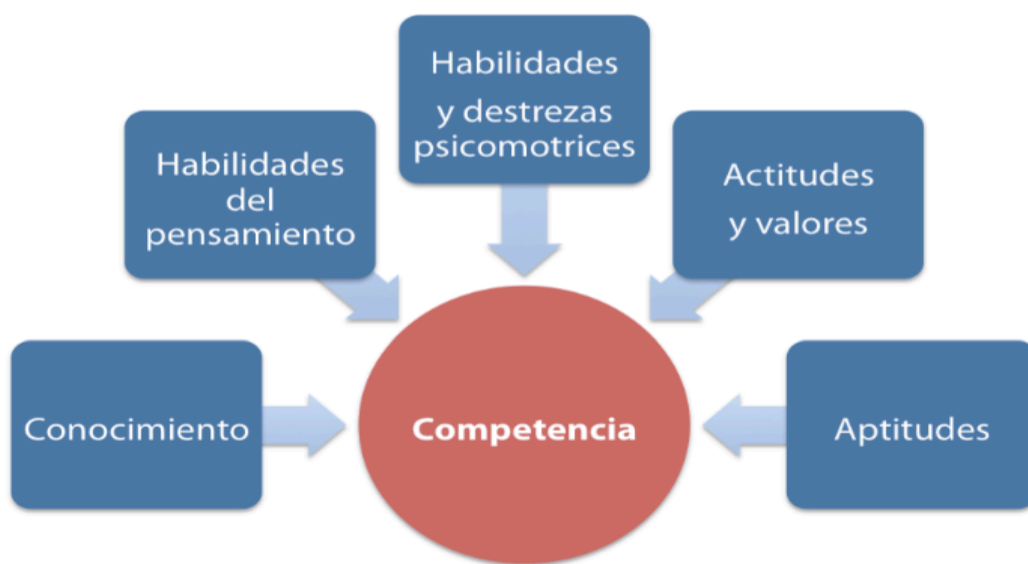 Habilidades
y destrezas
psicomotrices
Habilidades
del
pensamiento
Actitudes
y valores
Conocimiento
Competencia
Aptitudes